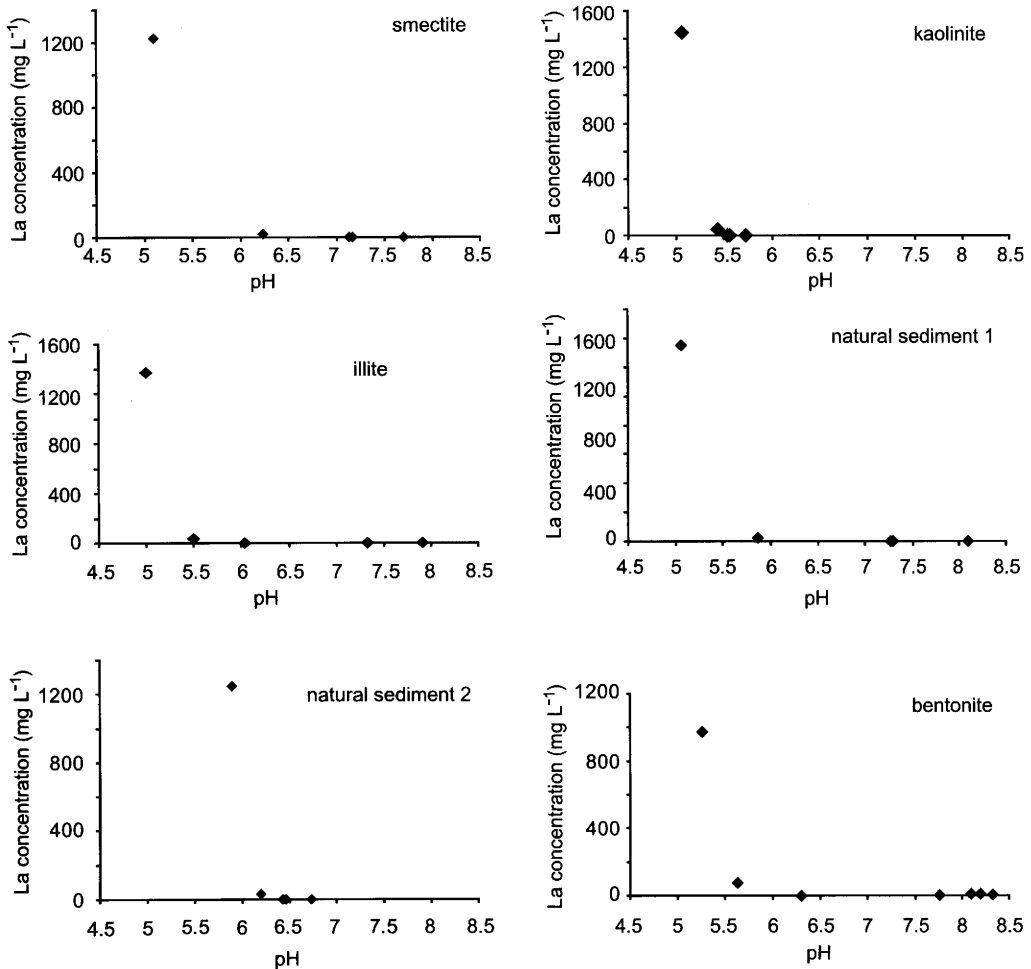 smectite
La concentration (mg L⁻¹)
1200
800
400
0
4.5 5 5.5 6 6.5 7 7.5 8 8.5
pH
kaolinite
La concentration (mg L⁻¹)
1600
1200
800
400
0
4.5 5 5.5 6 6.5 7 7.5 8 8.5
pH
illite
La concentration (mg L⁻¹)
1600
1200
800
400
0
4.5 5 5.5 6 6.5 7 7.5 8 8.5
pH
natural sediment 1
La concentration (mg L⁻¹)
1600
1200
800
400
0
4.5 5 5.5 6 6.5 7 7.5 8 8.5
pH
natural sediment 2
La concentration (mg L⁻¹)
1200
800
400
0
4.5 5 5.5 6 6.5 7 7.5 8 8.5
pH
bentonite
La concentration (mg L⁻¹)
1200
800
400
0
4.5 5 5.5 6 6.5 7 7.5 8 8.5
pH